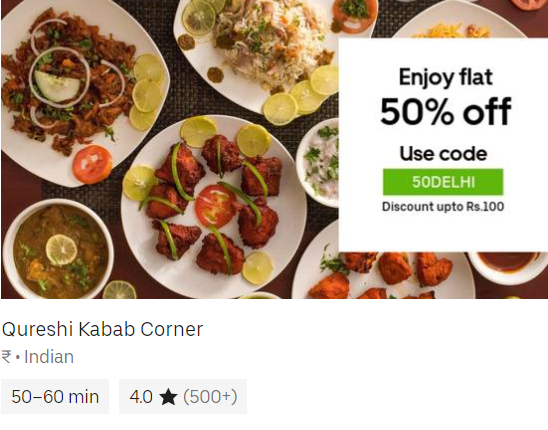 Enjoy flat
50% off
Use code
50DELHI
Discount upto Rs.100
Qureshi Kabab Corner
₹ • Indian
50–60 min
4.0 ★ (500+)